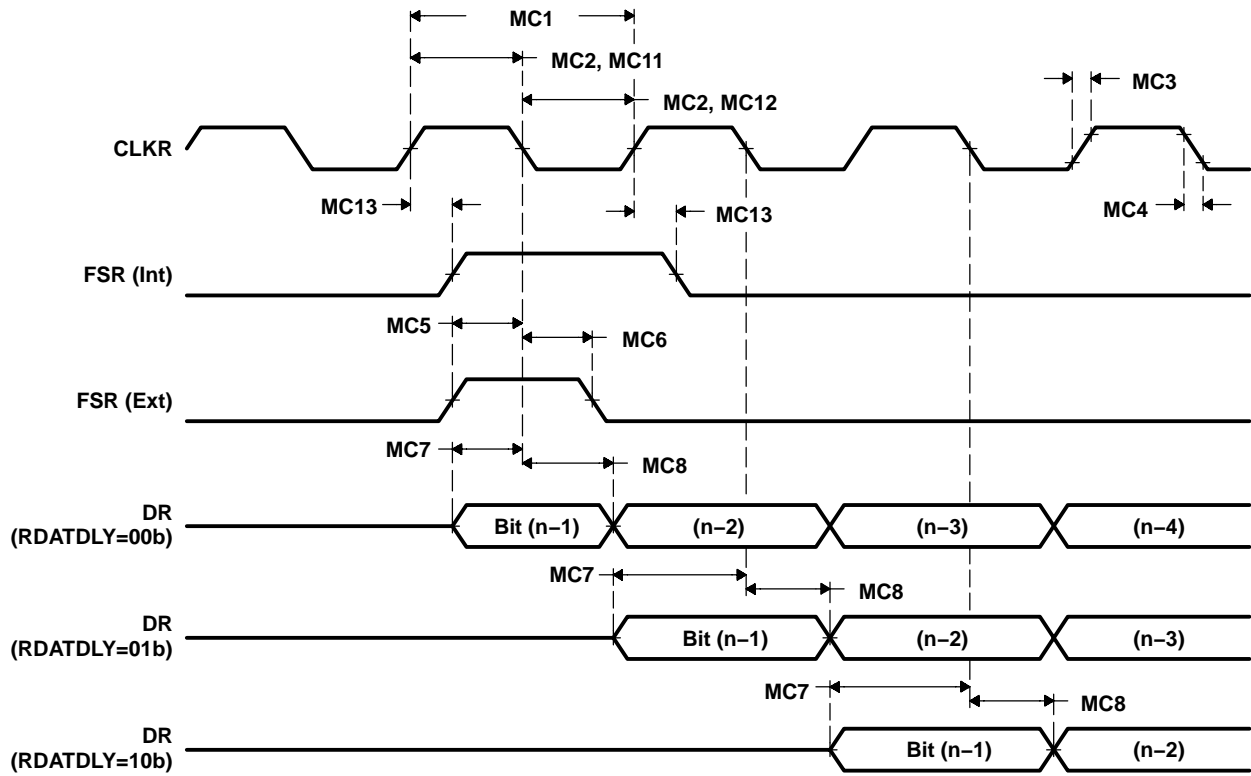 MC1
MC2, MC11
MC3
MC2, MC12
CLKR
MC13
MC13
MC4
FSR (Int)
MC5
MC6
FSR (Ext)
MC7
MC8
DR
(RDATDLY=00b)
Bit (n−1)
(n−2)
(n−3)
(n−4)
MC7
MC8
DR
(RDATDLY=01b)
Bit (n−1)
(n−2)
(n−3)
MC7
MC8
DR
(RDATDLY=10b)
Bit (n−1)
(n−2)